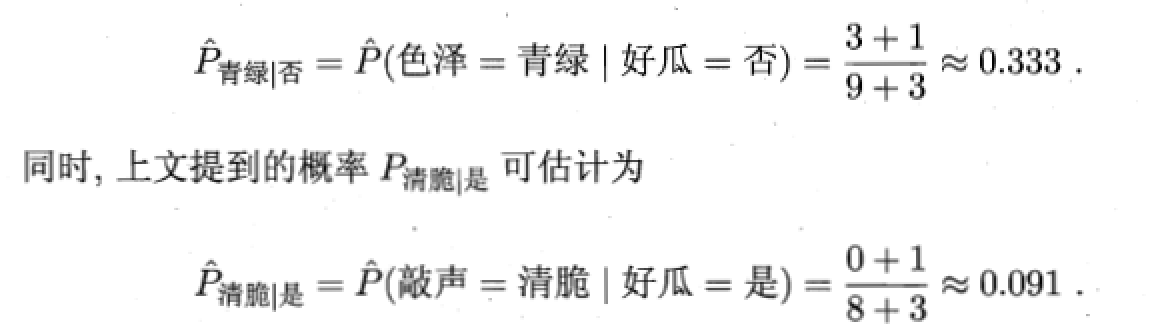 P̂青绿|否 = P̂(色泽 = 青绿 | 好瓜 = 否) = (3 + 1)/(9 + 3) ≈ 0.333 .
同时, 上文提到的概率 P清脆|是 可估计为
P̂清脆|是 = P̂(敲声 = 清脆 | 好瓜 = 是) = (0 + 1)/(8 + 3) ≈ 0.091 .